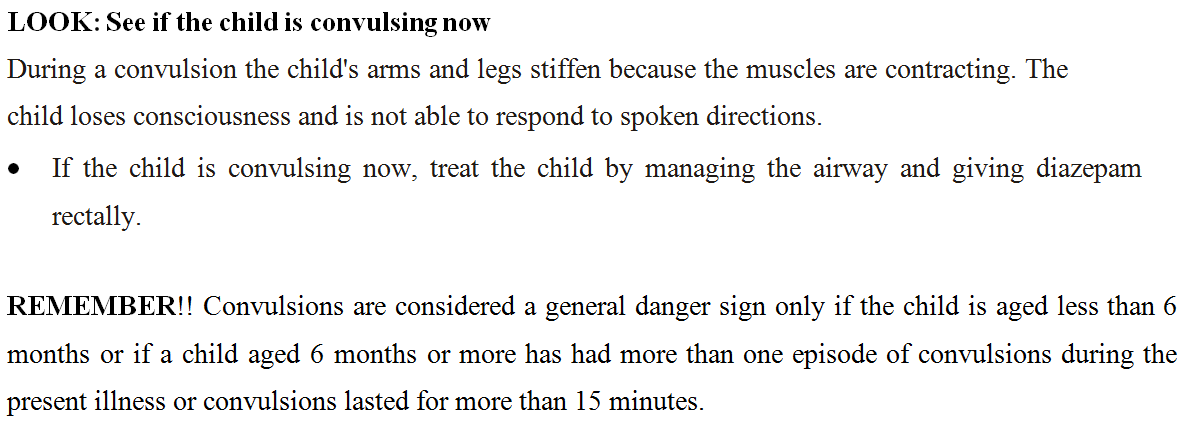 LOOK: See if the child is convulsing now
During a convulsion the child's arms and legs stiffen because the muscles are contracting. The
child loses consciousness and is not able to respond to spoken directions.
• If the child is convulsing now, treat the child by managing the airway and giving diazepam
rectally.
REMEMBER!! Convulsions are considered a general danger sign only if the child is aged less than 6
months or if a child aged 6 months or more has had more than one episode of convulsions during the
present illness or convulsions lasted for more than 15 minutes.